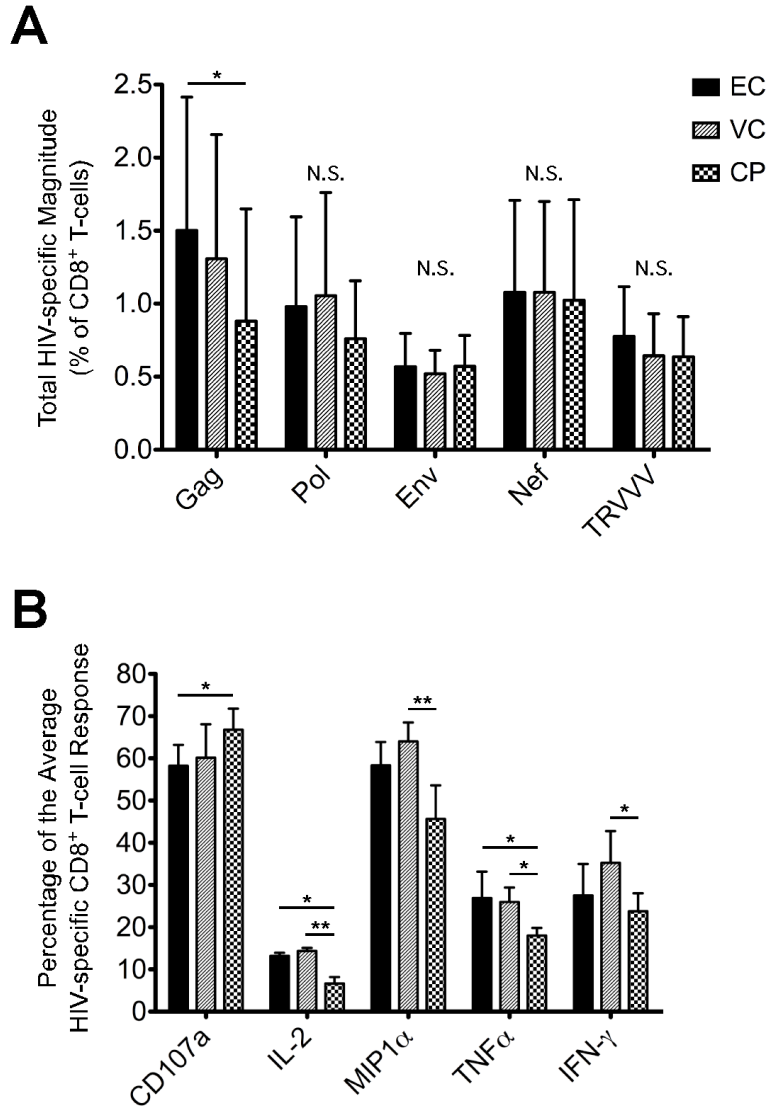 A
Total HIV-specific Magnitude
(% of CD8⁺ T-cells)
2.5
2.0
1.5
1.0
0.5
0.0
*
N.S.
N.S.
N.S.
N.S.
EC
VC
CP
Gag
Pol
Env
Nef
TRVVV
B
Percentage of the Average
HIV-specific CD8⁺ T-cell Response
80
70
60
50
40
30
20
10
0
*
*
**
**
*
*
*
CD107a
IL-2
MIP1α
TNFα
IFN-γ